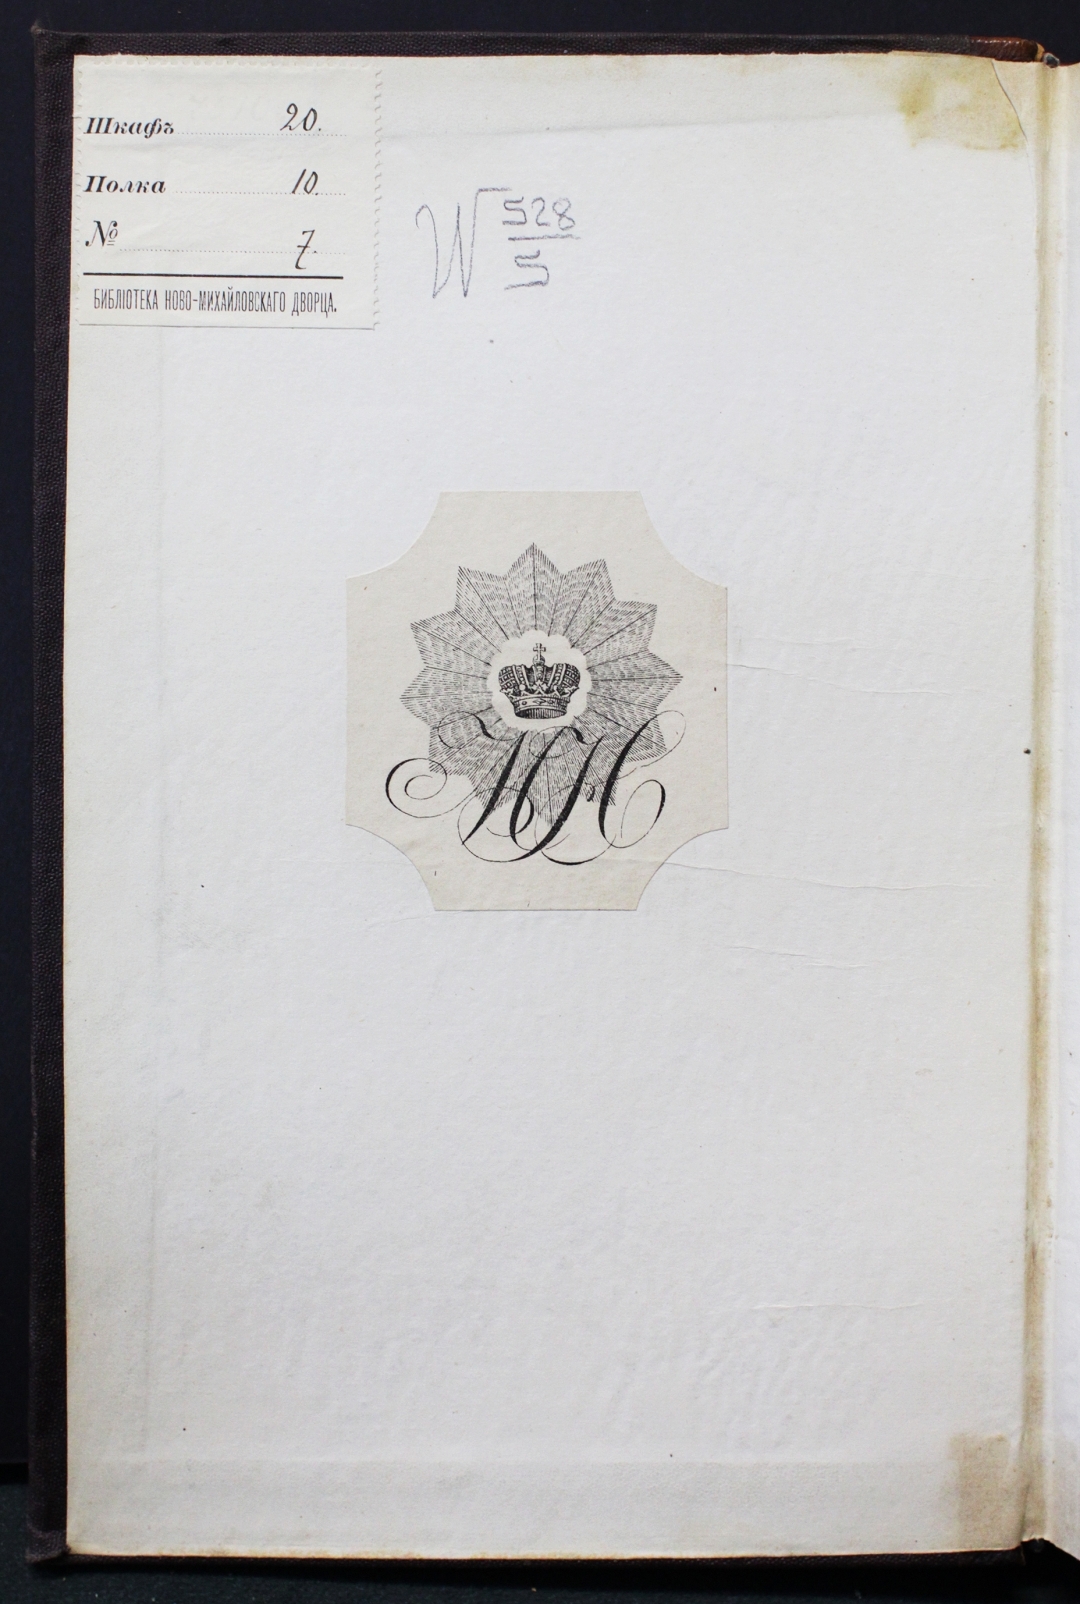 Шкафъ 20.
Полка 10.
№ 7.
БИБЛІОТЕКА НОВО-МИХАЙЛОВСКАГО ДВОРЦА.
W 528
5